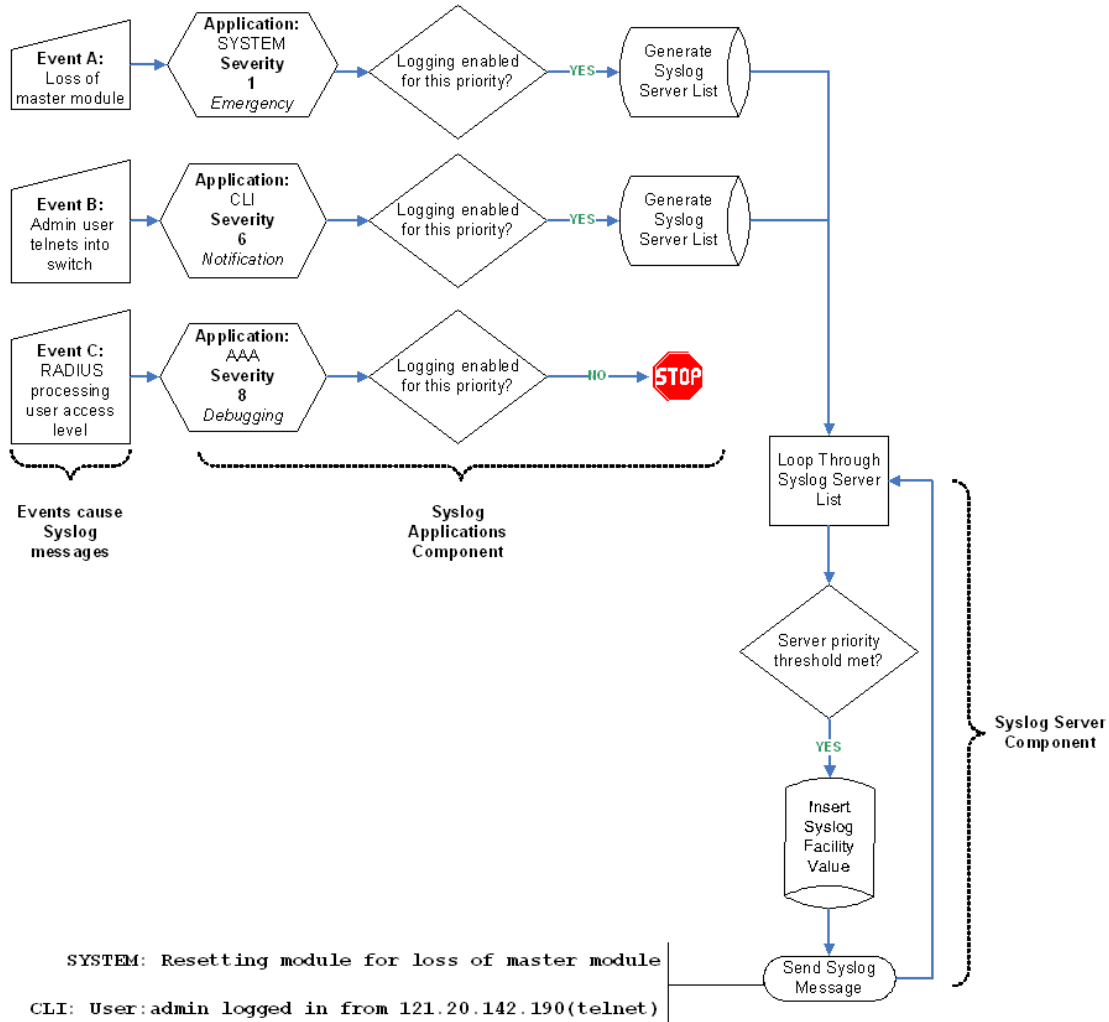 Event A:
Loss of
master module
Application:
SYSTEM
Severity
1
Emergency
Logging enabled
for this priority?
YES
Generate
Syslog
Server List
Event B:
Admin user
telnets into
switch
Application:
CLI
Severity
6
Notification
Logging enabled
for this priority?
YES
Generate
Syslog
Server List
Event C:
RADIUS
processing
user access
level
Application:
AAA
Severity
8
Debugging
Logging enabled
for this priority?
NO
STOP
Events cause
Syslog
messages
Syslog
Applications
Component
Loop Through
Syslog Server
List
Server priority
threshold met?
YES
Insert
Syslog
Facility
Value
Send Syslog
Message
Syslog Server
Component
SYSTEM: Resetting module for loss of master module
CLI: User:admin logged in from 121.20.142.190(telnet)